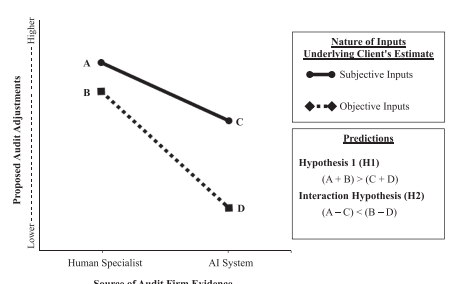 Higher
Proposed Audit Adjustments
Lower
A
B
C
D
Human Specialist
AI System
Source of Audit Firm Evidence
Nature of Inputs
Underlying Client's Estimate
Subjective Inputs
Objective Inputs
Predictions
Hypothesis 1 (H1)
(A + B) > (C + D)
Interaction Hypothesis (H2)
(A – C) < (B – D)